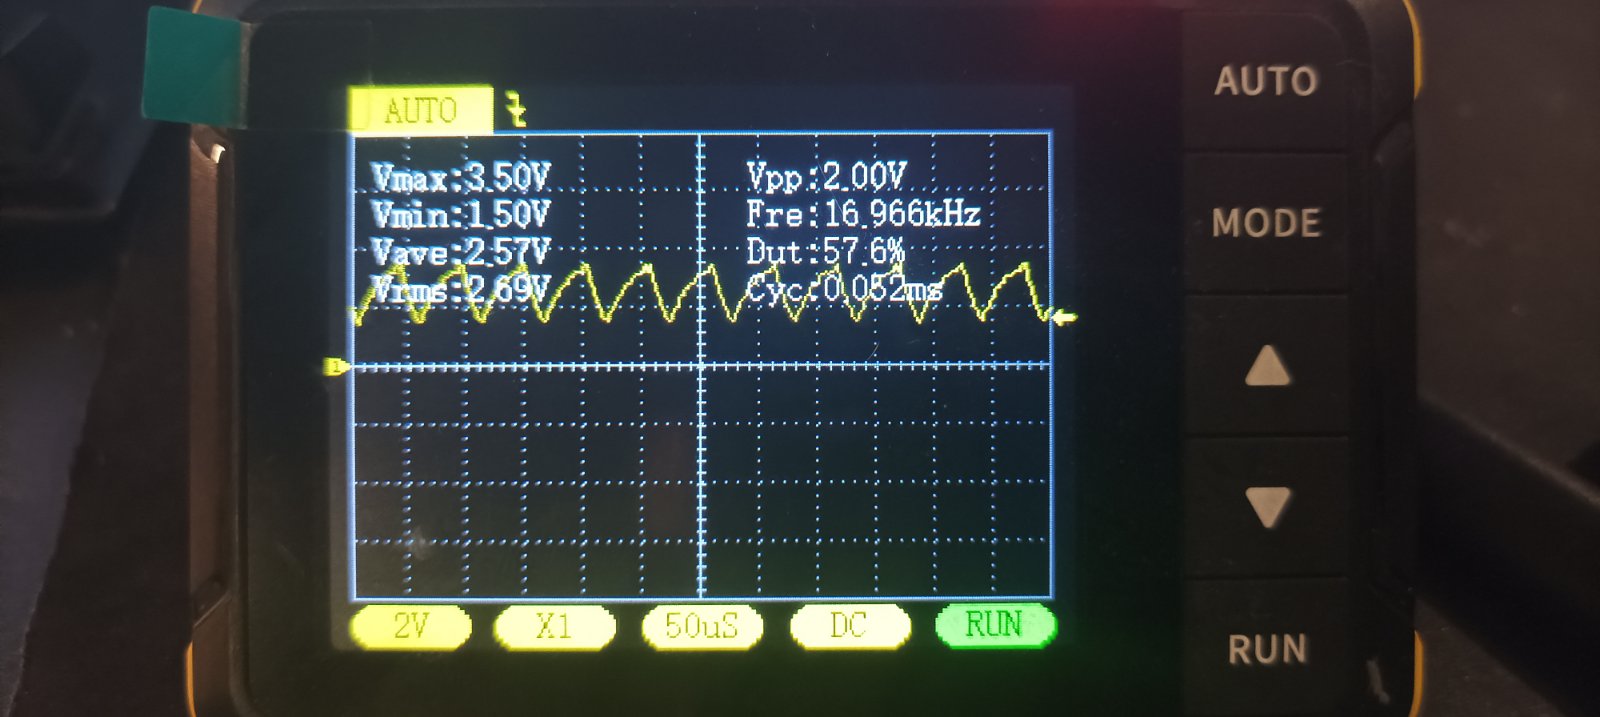 AUTO
AUTO
Vmax:3.50V Vpp:2.00V
Vmin:1.50V Fre:16.966kHz
MODE
Vave:2.57V Dut:57.6%
Vrms:2.69V Cyc:0.052ms
1
2V X1 50uS DC RUN
RUN